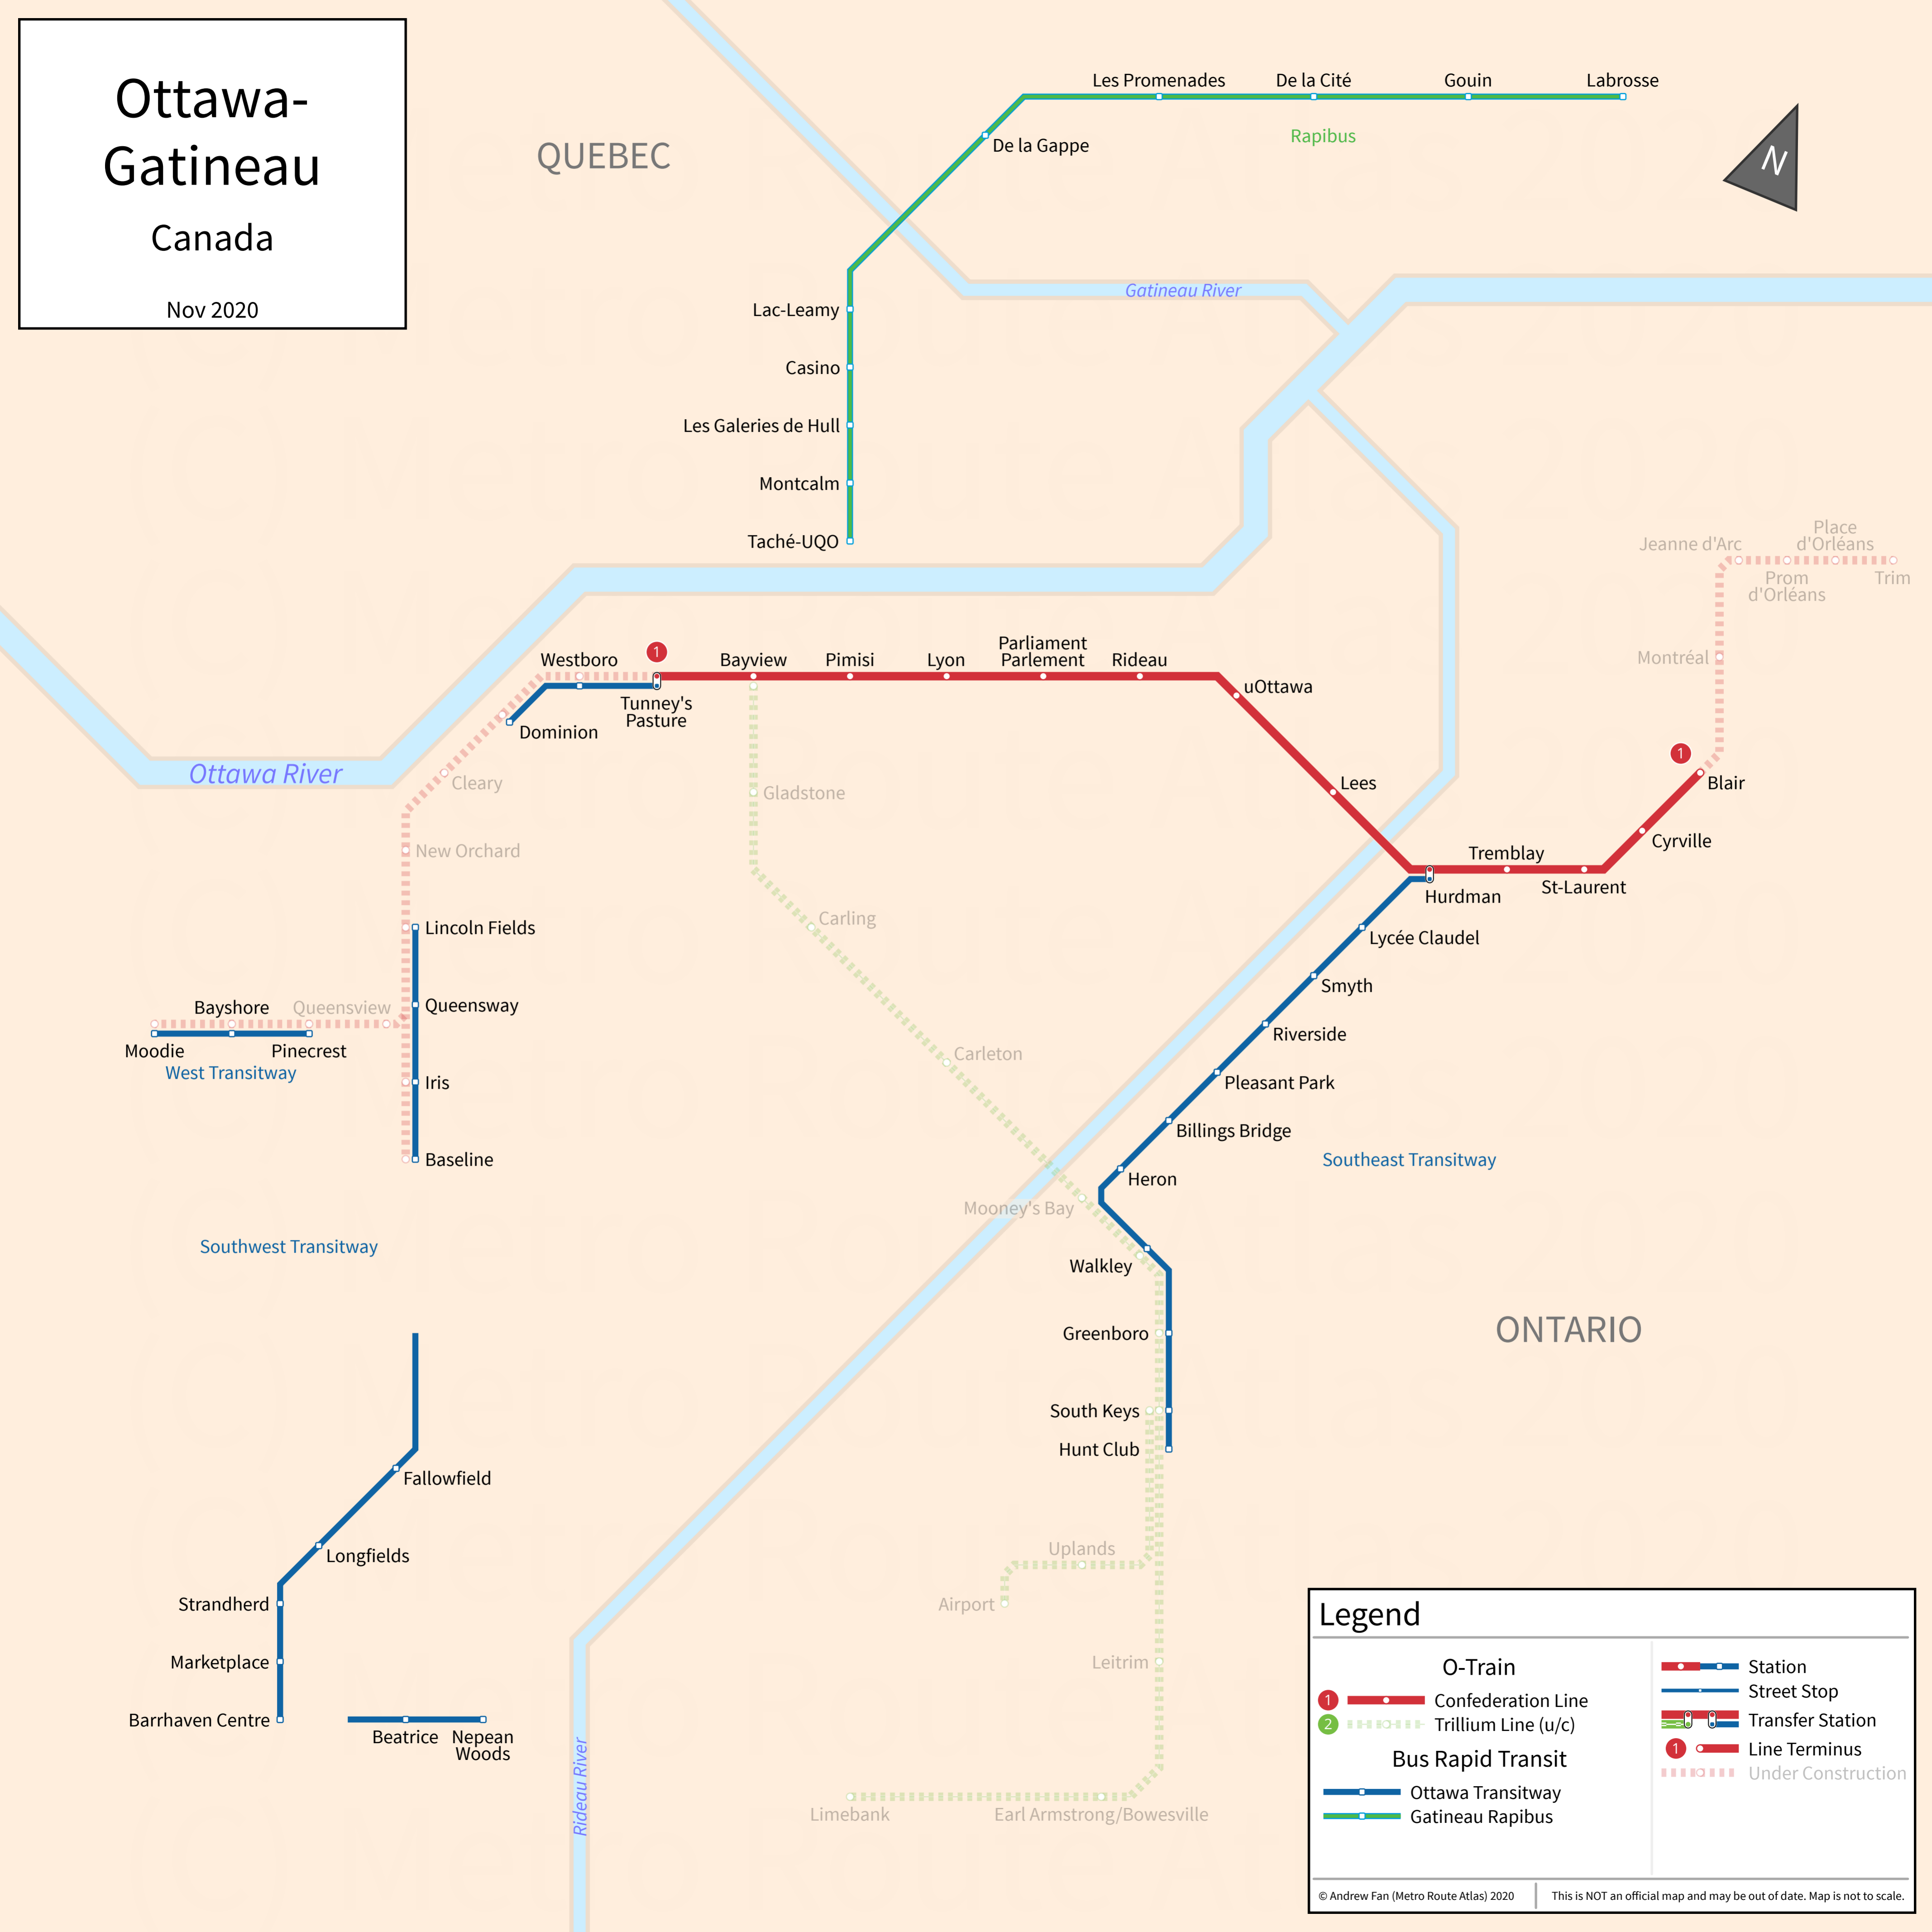 Ottawa-
Gatineau
Canada
Nov 2020
QUEBEC
Les Promenades
De la Cité
Gouin
Labrosse
Rapibus
De la Gappe
N
Gatineau River
Lac-Leamy
Casino
Les Galeries de Hull
Montcalm
Taché-UQO
Jeanne d'Arc
Place
d'Orléans
Prom
d'Orléans
Trim
Montréal
Westboro
1
Bayview
Pimisi
Lyon
Parliament
Parlement
Rideau
uOttawa
Tunney's
Pasture
Dominion
Ottawa River
Cleary
Gladstone
Lees
1
Blair
Cyrville
Tremblay
St-Laurent
Hurdman
New Orchard
Lincoln Fields
Carling
Lycée Claudel
Smyth
Bayshore
Queensview
Queensway
Moodie
Pinecrest
West Transitway
Carleton
Riverside
Iris
Pleasant Park
Billings Bridge
Baseline
Southeast Transitway
Heron
Mooney's Bay
Southwest Transitway
Walkley
Greenboro
ONTARIO
South Keys
Hunt Club
Fallowfield
Longfields
Uplands
Strandherd
Airport
Marketplace
Leitrim
Barrhaven Centre
Beatrice
Nepean
Woods
Rideau River
Limebank
Earl Armstrong/Bowesville
Legend
O-Train
1 Confederation Line
2 Trillium Line (u/c)
Bus Rapid Transit
Ottawa Transitway
Gatineau Rapibus
Station
Street Stop
Transfer Station
1 Line Terminus
Under Construction
© Andrew Fan (Metro Route Atlas) 2020
This is NOT an official map and may be out of date. Map is not to scale.